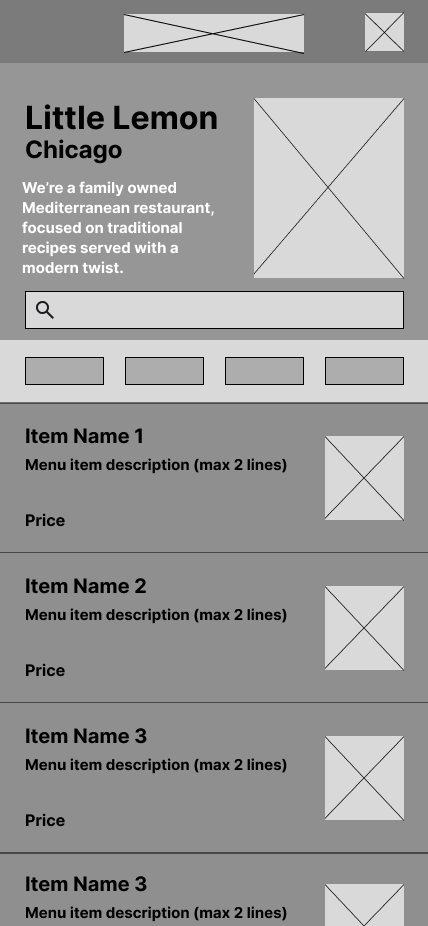 Little Lemon
Chicago
We're a family owned
Mediterranean restaurant,
focused on traditional
recipes served with a
modern twist.
Item Name 1
Menu item description (max 2 lines)
Price
Item Name 2
Menu item description (max 2 lines)
Price
Item Name 3
Menu item description (max 2 lines)
Price
Item Name 3
Menu item description (max 2 lines)